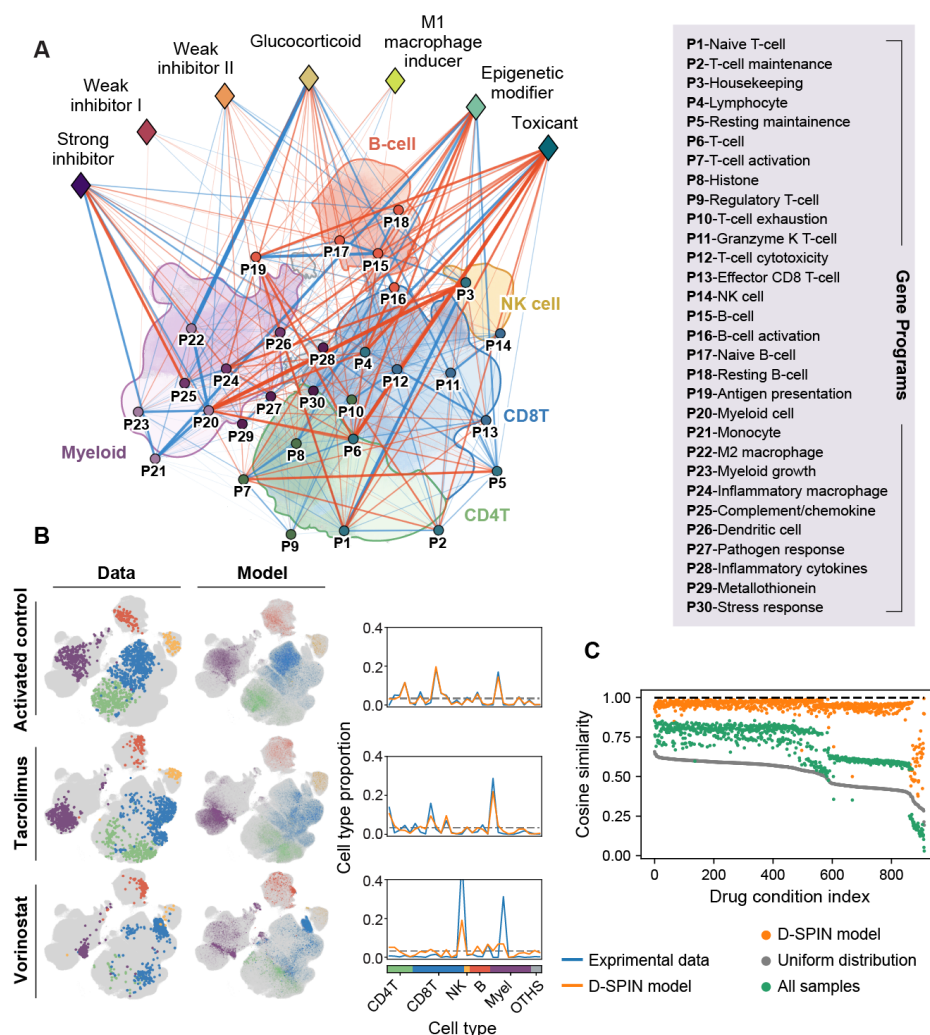 A
Strong
inhibitor
Weak
inhibitor I
Weak
inhibitor II
Glucocorticoid
M1
macrophage
inducer
Epigenetic
modifier
Toxicant
B-cell
P18
P17
P15
P19
P16
P3
NK cell
P22
P26
P28
P4
P14
P24
P12
P11
P25
P30
P23
P20
P27
P10
CD8T
P29
P13
Myeloid
P21
P8
P6
P7
P5
CD4T
P9
P1
P2
P1-Naive T-cell
P2-T-cell maintenance
P3-Housekeeping
P4-Lymphocyte
P5-Resting maintainence
P6-T-cell
P7-T-cell activation
P8-Histone
P9-Regulatory T-cell
P10-T-cell exhaustion
P11-Granzyme K T-cell
P12-T-cell cytotoxicity
P13-Effector CD8 T-cell
P14-NK cell
P15-B-cell
P16-B-cell activation
P17-Naive B-cell
P18-Resting B-cell
P19-Antigen presentation
P20-Myeloid cell
P21-Monocyte
P22-M2 macrophage
P23-Myeloid growth
P24-Inflammatory macrophage
P25-Complement/chemokine
P26-Dendritic cell
P27-Pathogen response
P28-Inflammatory cytokines
P29-Metallothionein
P30-Stress response
Gene Programs
B
Data
Model
Activated control
Tacrolimus
Vorinostat
Cell type proportion
0.4
0.2
0.0
0.4
0.2
0.0
0.4
0.2
0.0
CD4T
CD8T
NK
B
Myel
OTHS
Cell type
C
Cosine similarity
1.00
0.75
0.50
0.25
0.00
0
200
400
600
800
Drug condition index
Exprimental data
D-SPIN model
D-SPIN model
Uniform distribution
All samples